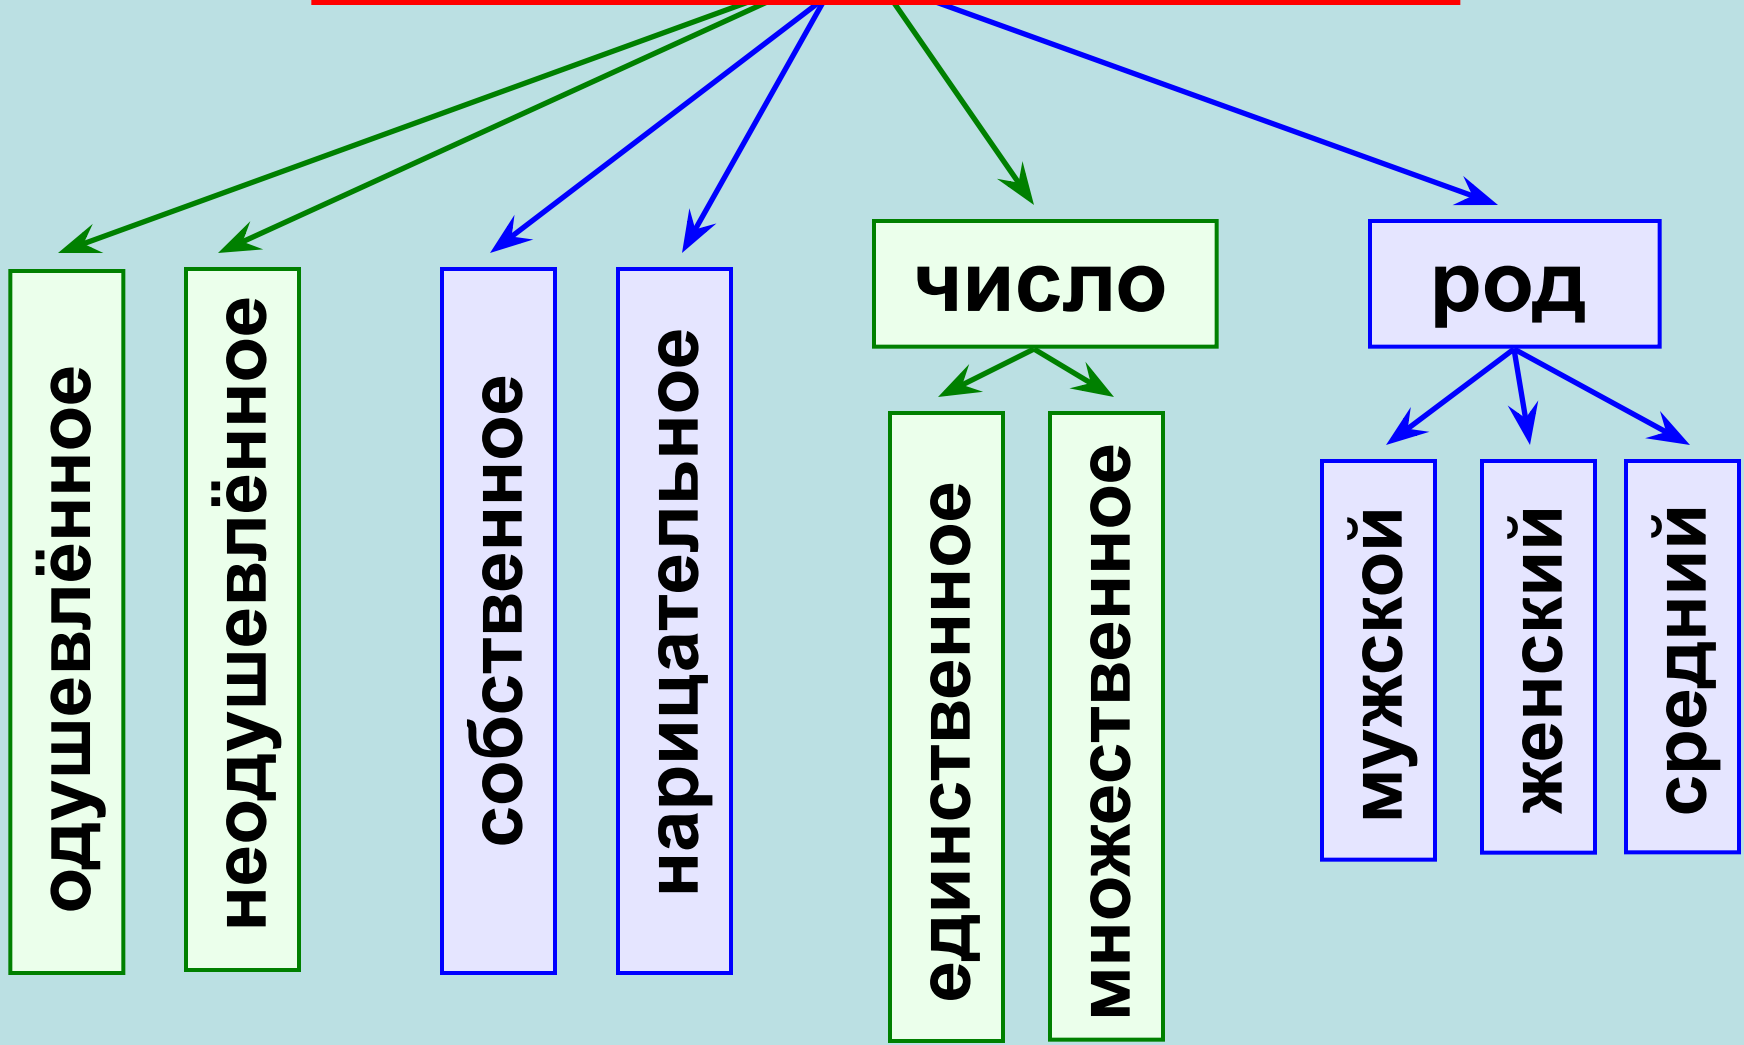 одушевлённое
неодушевлённое
собственное
нарицательное
число
единственное
множественное
род
мужской
женский
средний